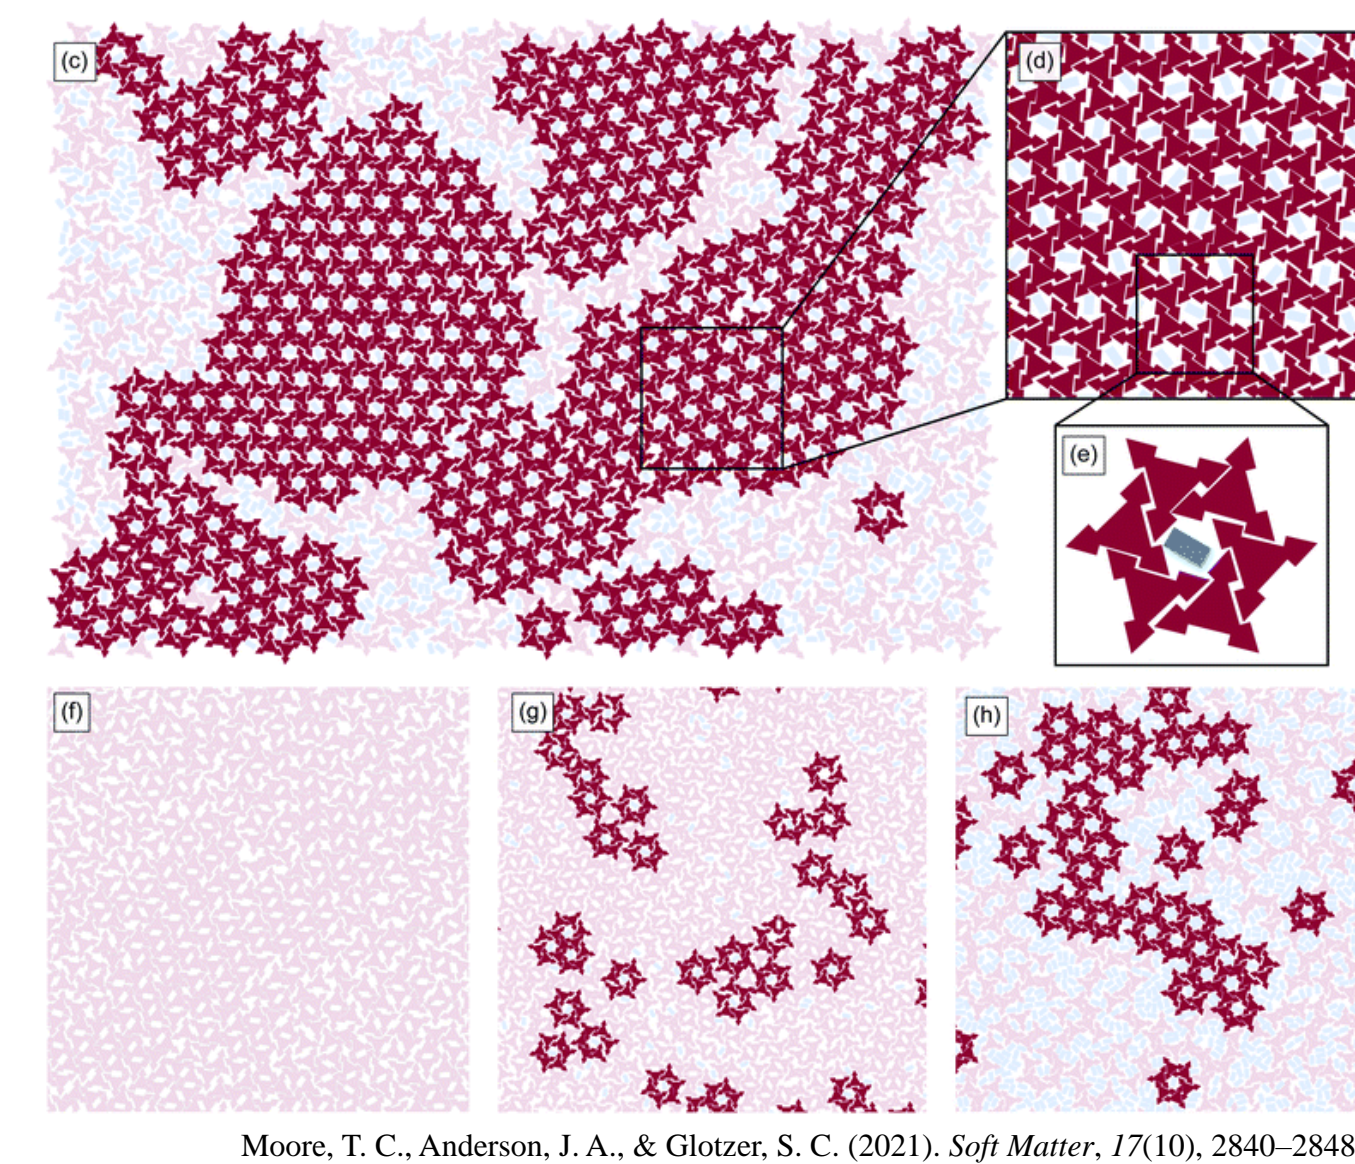 (c)
(d)
(e)
(f)
(g)
(h)
Moore, T. C., Anderson, J. A., & Glotzer, S. C. (2021). Soft Matter, 17(10), 2840–2848